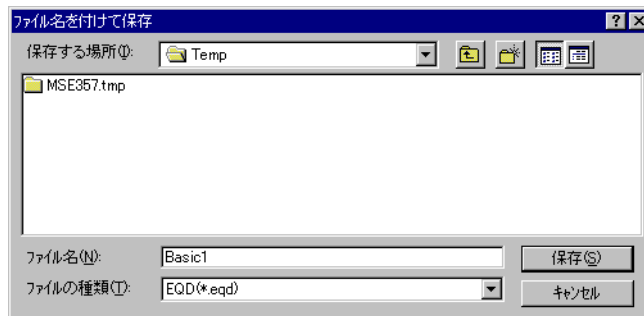 ファイル名を付けて保存
保存する場所(I):
Temp
MSE357.tmp
ファイル名(N):
Basic1
保存(S)
ファイルの種類(T):
EQD(*.eqd)
キャンセル